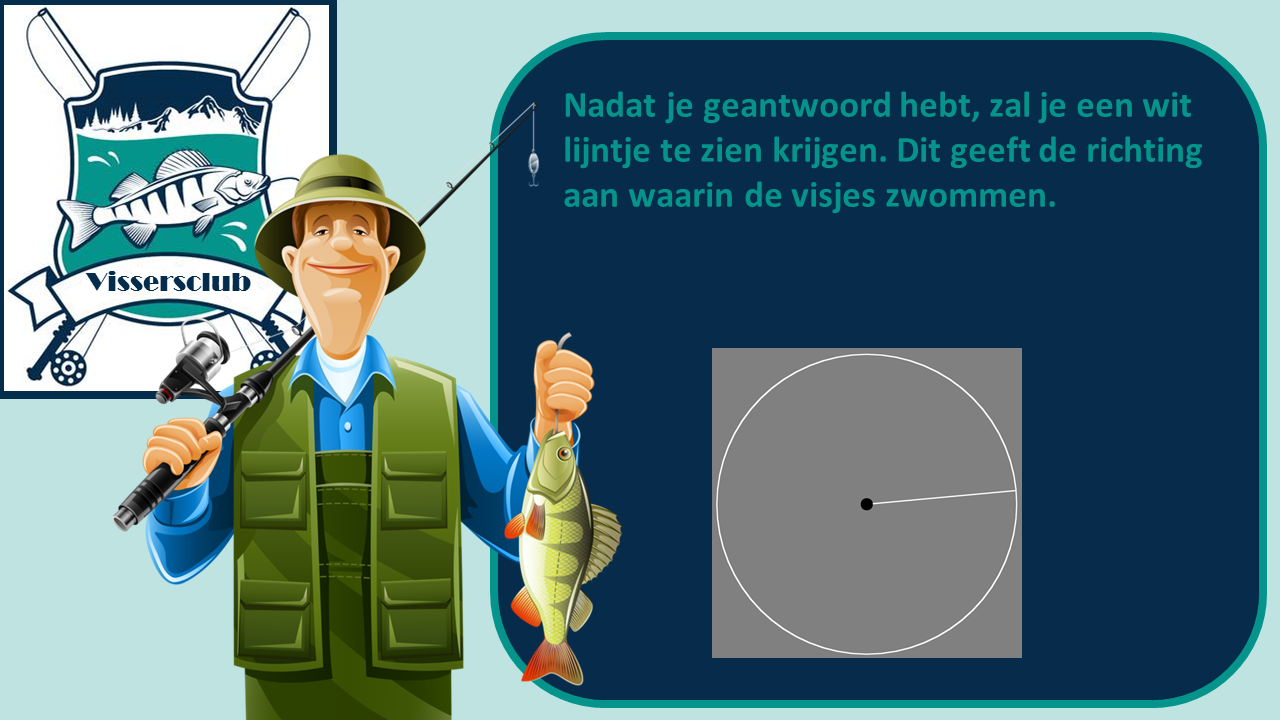 Vissersclub
Nadat je geantwoord hebt, zal je een wit
lijntje te zien krijgen. Dit geeft de richting
aan waarin de visjes zwommen.